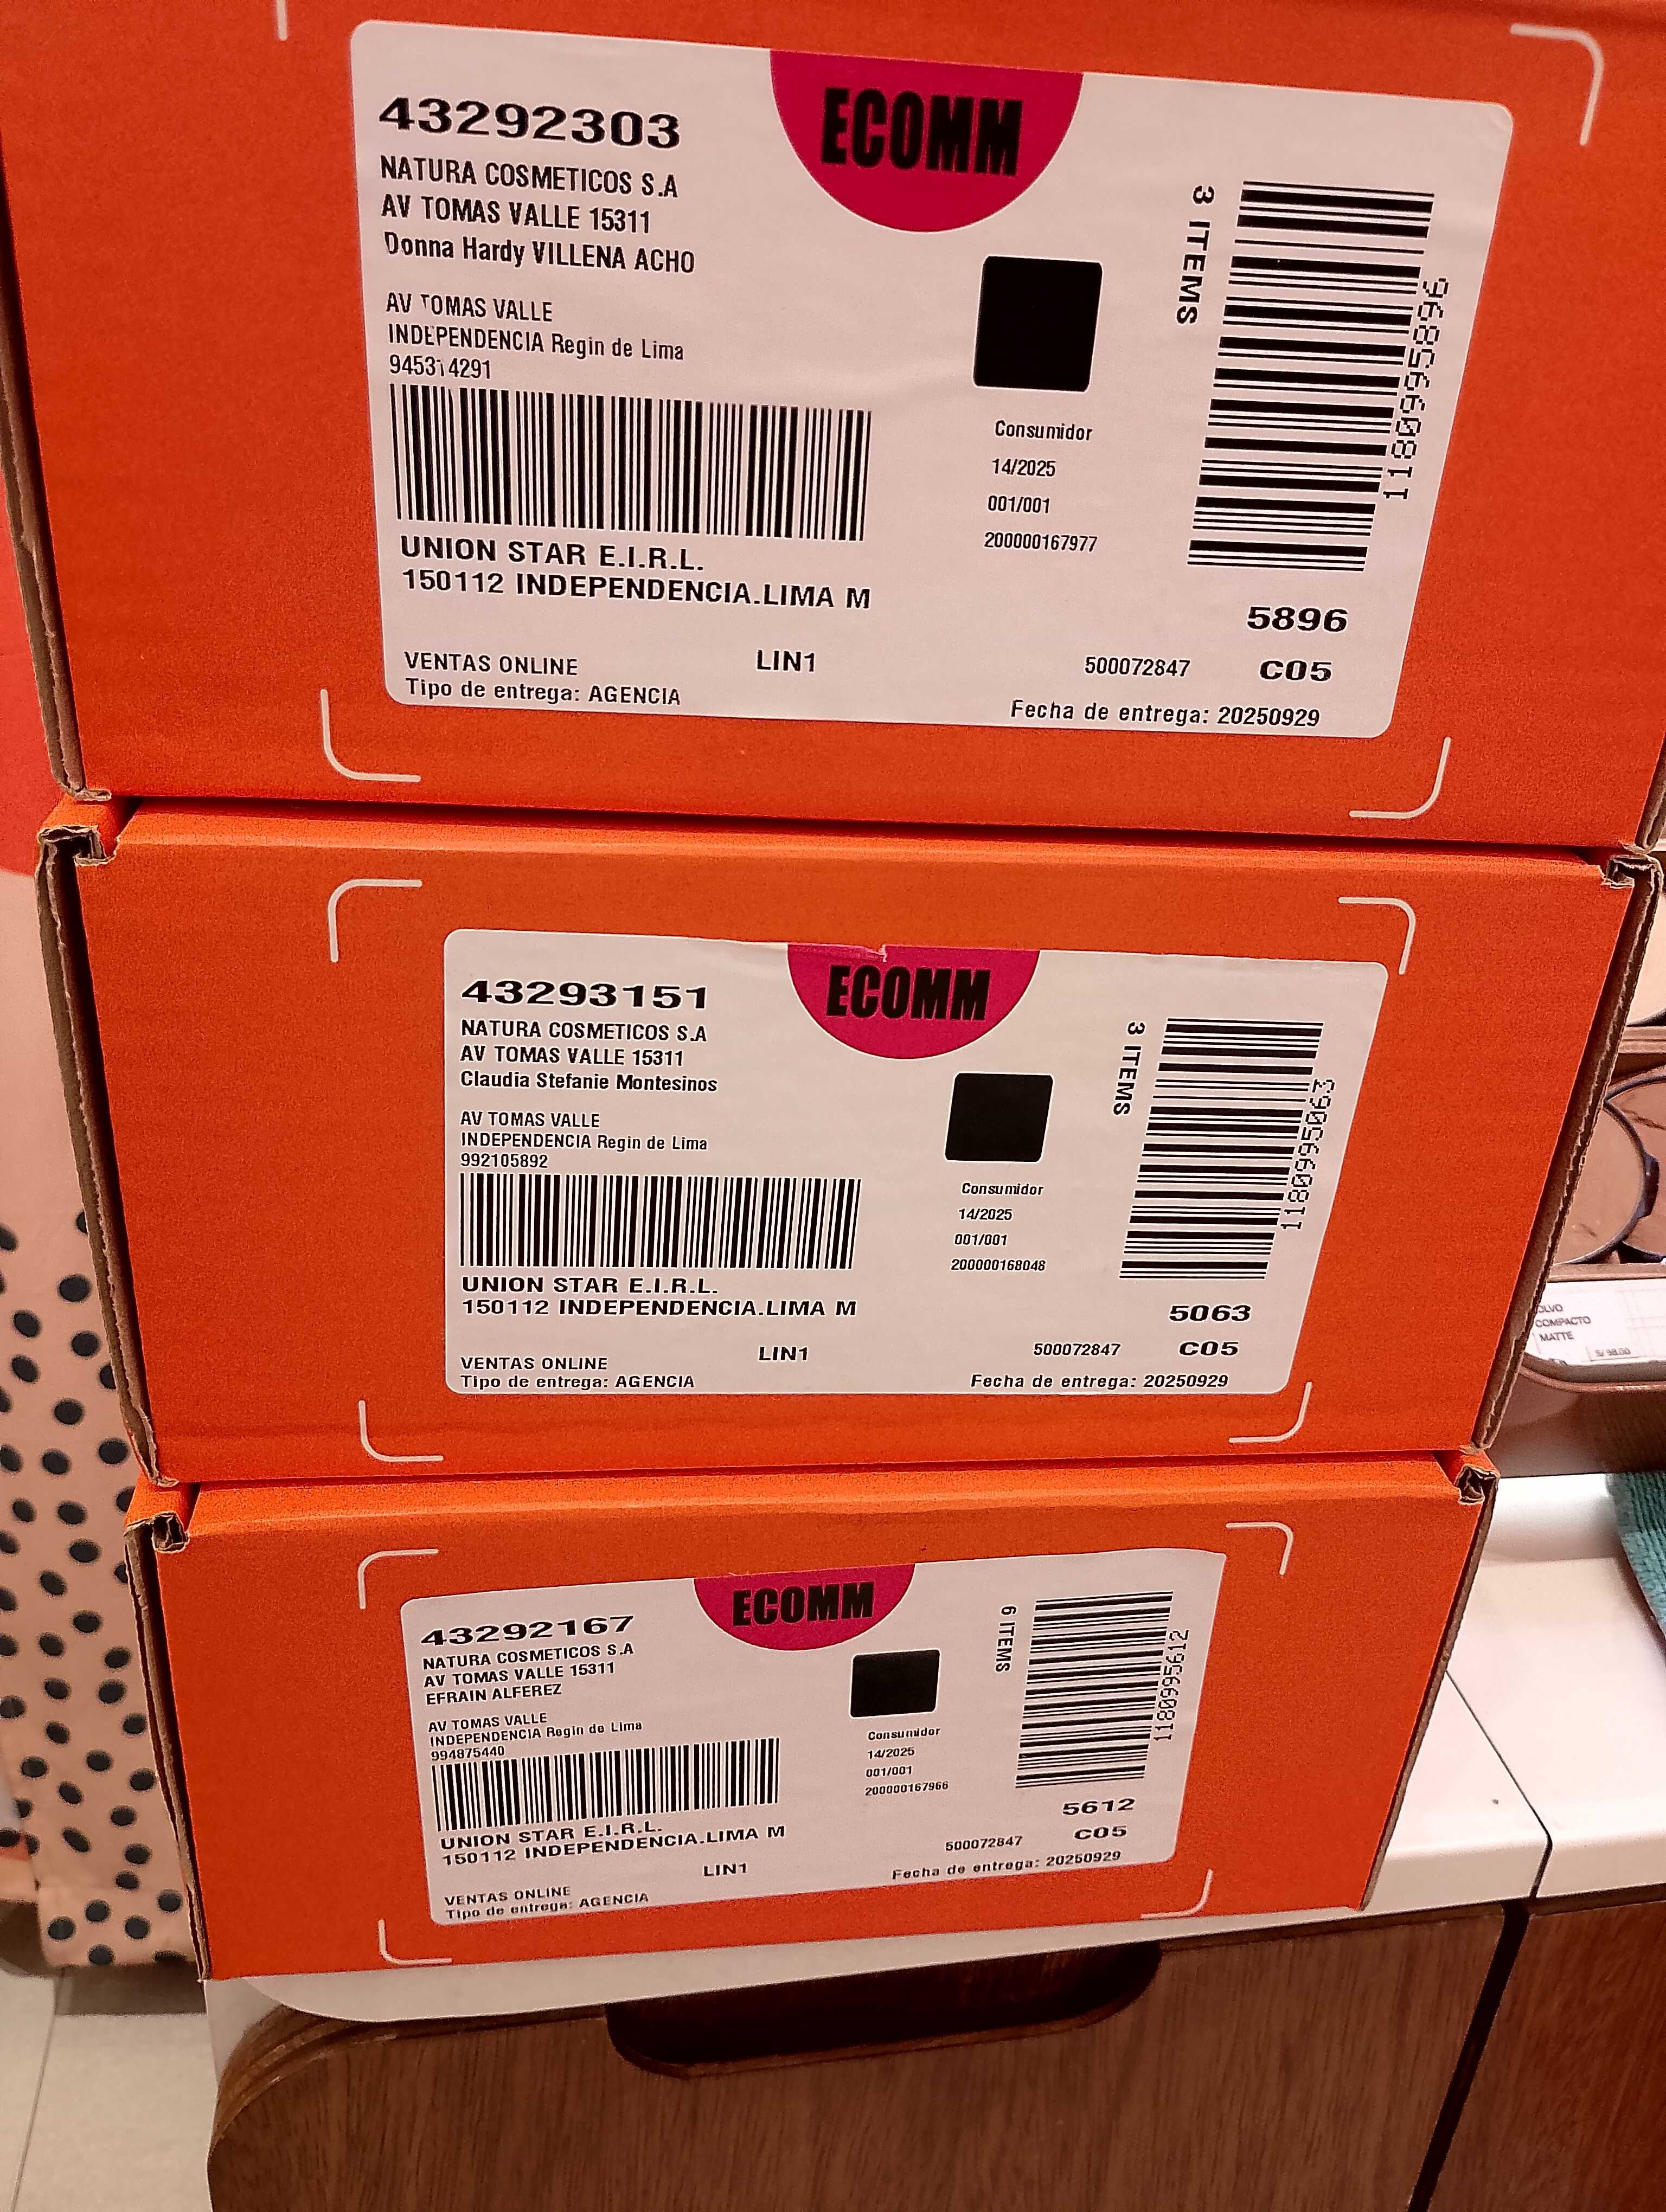 ECOMM
43292303
NATURA COSMETICOS S.A
AV TOMAS VALLE 15311
Donna Hardy VILLENA ACHO
AV TOMAS VALLE
INDEPENDENCIA Regin de Lima
945314291
3 ITEMS
1180995896
Consumidor
14/2025
001/001
200000167977
UNION STAR E.I.R.L.
150112 INDEPENDENCIA.LIMA M
5896
VENTAS ONLINE
LIN1
500072847
C05
Tipo de entrega: AGENCIA
Fecha de entrega: 20250929
ECOMM
43293151
NATURA COSMETICOS S.A
AV TOMAS VALLE 15311
Claudia Stefanie Montesinos
AV TOMAS VALLE
INDEPENDENCIA Regin de Lima
992105892
3 ITEMS
1180995063
Consumidor
14/2025
001/001
200000168048
UNION STAR E.I.R.L.
150112 INDEPENDENCIA.LIMA M
5063
VENTAS ONLINE
LIN1
500072847
C05
Tipo de entrega: AGENCIA
Fecha de entrega: 20250929
COMPACTO
MATTE
S/ 98.00
ECOMM
43292167
NATURA COSMETICOS S.A
AV TOMAS VALLE 15311
EFRAIN ALFEREZ
AV TOMAS VALLE
INDEPENDENCIA Regin de Lima
994875440
6 ITEMS
1180995612
Consumidor
14/2025
001/001
200000167966
UNION STAR E.I.R.L.
150112 INDEPENDENCIA.LIMA M
5612
LIN1
500072847
C05
VENTAS ONLINE
Tipo de entrega: AGENCIA
Fecha de entrega: 20250929